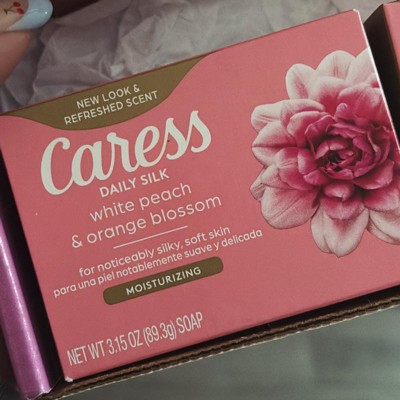 NEW LOOK &
REFRESHED SCENT
Caress
DAILY SILK
white peach
& orange blossom
for noticeably silky, soft skin
para una piel notablemente suave y delicada
MOISTURIZING
NET WT 3.15 OZ (89.3g) SOAP